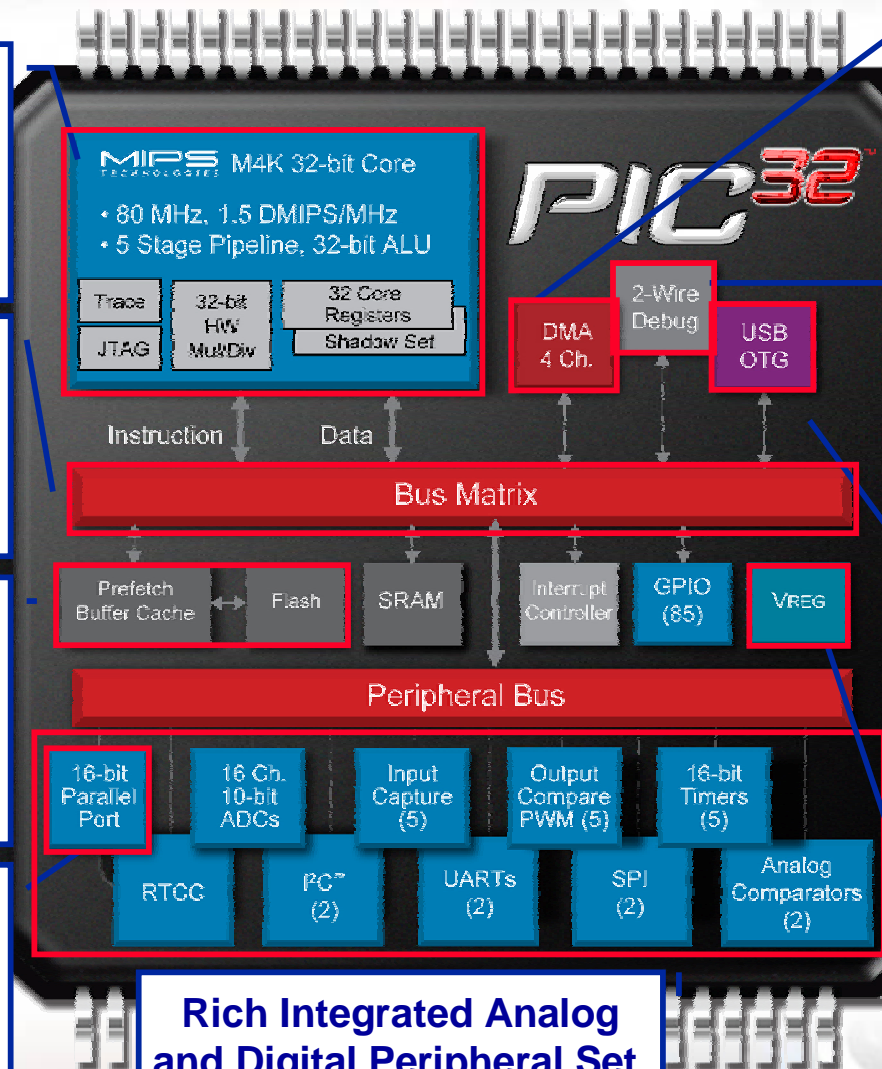 MIPS TECHNOLOGIES M4K 32-bit Core
• 80 MHz, 1.5 DMIPS/MHz
• 5 Stage Pipeline, 32-bit ALU
Trace
JTAG
32-bit
HW
Mul/Div
32 Core
Registers
Shadow Set
PIC32™
DMA
4 Ch.
2-Wire
Debug
USB
OTG
Instruction
Data
Bus Matrix
Prefetch
Buffer Cache
Flash
SRAM
Interrupt
Controller
GPIO
(85)
VREG
Peripheral Bus
16-bit
Parallel
Port
16 Ch.
10-bit
ADCs
Input
Capture
(5)
Output
Compare
PWM (5)
16-bit
Timers
(5)
RTCC
I²C™
(2)
UARTs
(2)
SPI
(2)
Analog
Comparators
(2)
Rich Integrated Analog
and Digital Peripheral Set